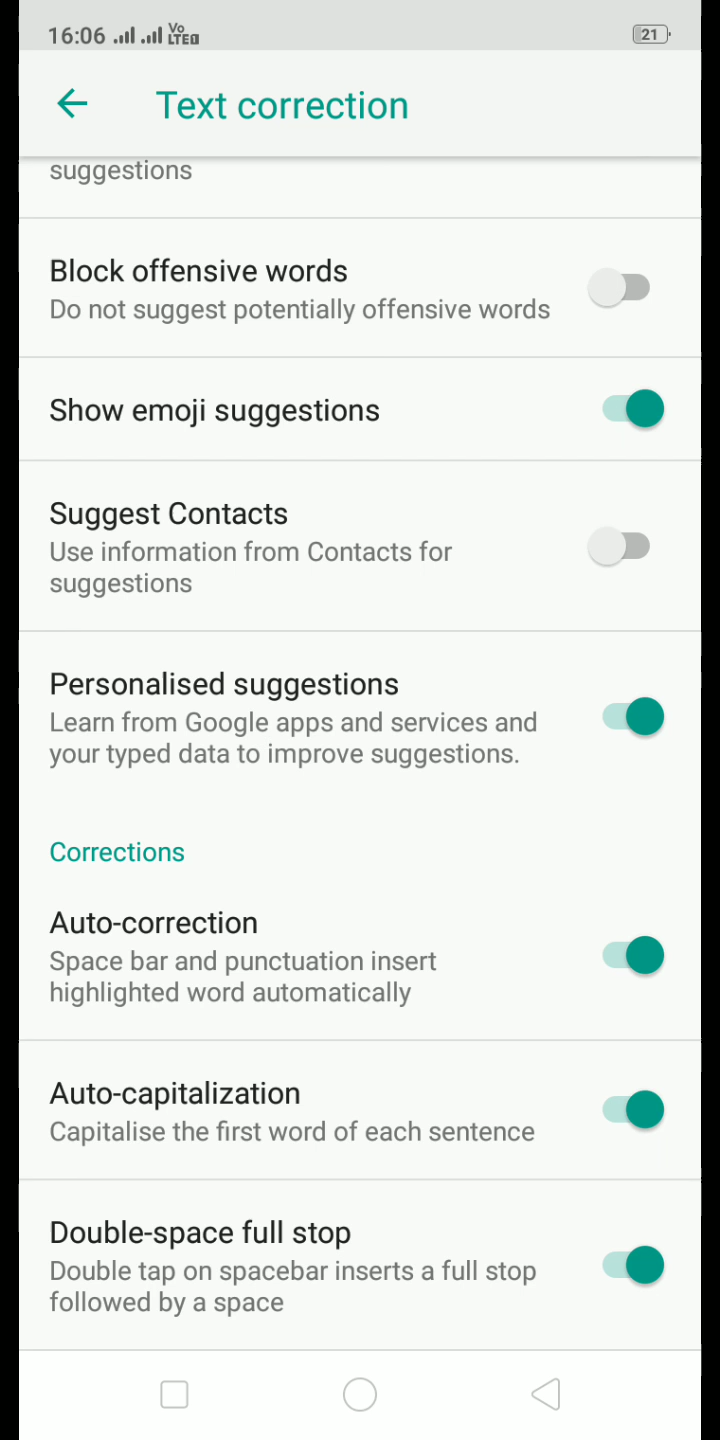 16:06 Vo LTE
21
Text correction
suggestions
Block offensive words
Do not suggest potentially offensive words
Show emoji suggestions
Suggest Contacts
Use information from Contacts for
suggestions
Personalised suggestions
Learn from Google apps and services and
your typed data to improve suggestions.
Corrections
Auto-correction
Space bar and punctuation insert
highlighted word automatically
Auto-capitalization
Capitalise the first word of each sentence
Double-space full stop
Double tap on spacebar inserts a full stop
followed by a space